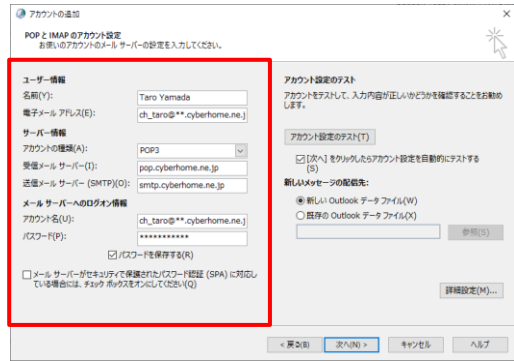 アカウントの追加
POP と IMAP のアカウント設定
お使いのアカウントのメール サーバーの設定を入力してください。
ユーザー情報
名前(Y):
Taro Yamada
電子メール アドレス(E):
ch_taro@**.cyberhome.ne.j
サーバー情報
アカウントの種類(A):
POP3
受信メール サーバー(I):
pop.cyberhome.ne.jp
送信メール サーバー (SMTP)(O):
smtp.cyberhome.ne.jp
メール サーバーへのログオン情報
アカウント名(U):
ch_taro@**.cyberhome.ne.j
パスワード(P):
***********
パスワードを保存する(R)
メール サーバーがセキュリティで保護されたパスワード認証 (SPA) に対応し
ている場合には、チェック ボックスをオンにしてください(Q)
アカウント設定のテスト
アカウントをテストして、入力内容が正しいかどうかを確認することをお勧め
します。
アカウント設定のテスト(T)
[次へ] をクリックしたらアカウント設定を自動的にテストする
(S)
新しいメッセージの配信先:
新しい Outlook データ ファイル(W)
既存の Outlook データ ファイル(X)
参照(S)
詳細設定(M)...
< 戻る(B)
次へ(N) >
キャンセル
ヘルプ